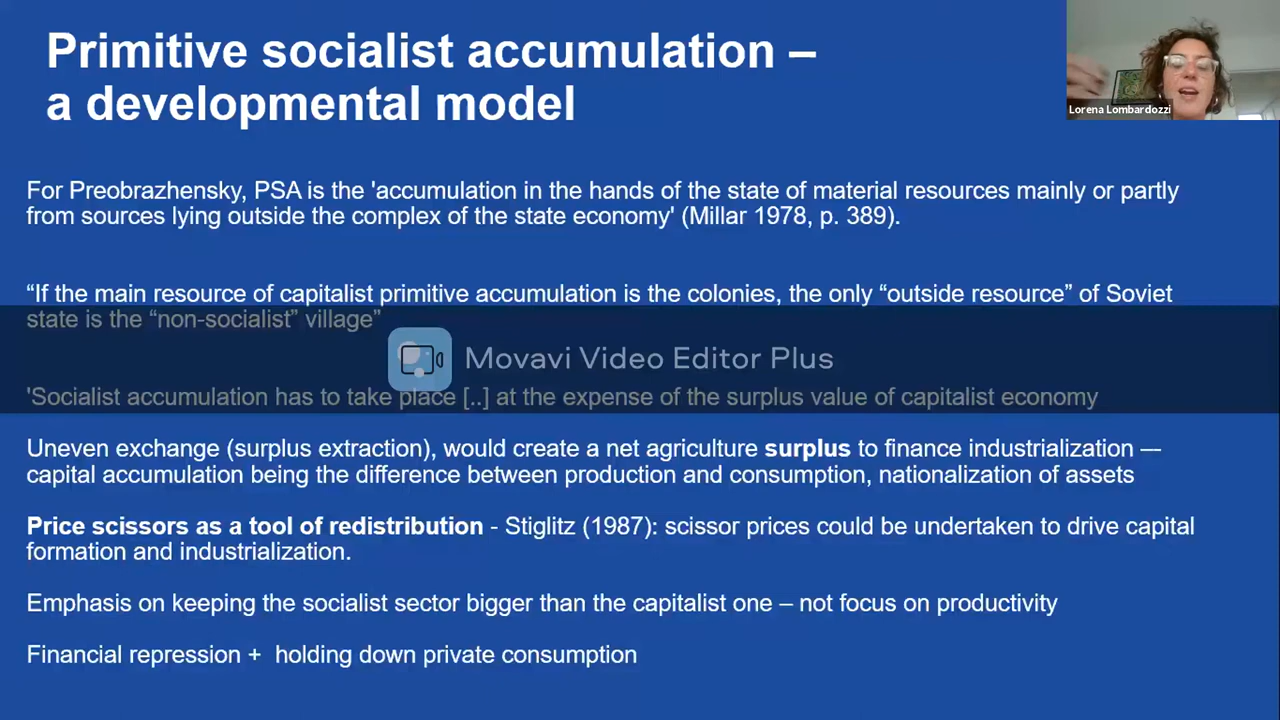 Primitive socialist accumulation –
a developmental model
Lorena Lombardozzi
For Preobrazhensky, PSA is the 'accumulation in the hands of the state of material resources mainly or partly
from sources lying outside the complex of the state economy' (Millar 1978, p. 389).
“If the main resource of capitalist primitive accumulation is the colonies, the only “outside resource” of Soviet
state is the “non-socialist” village”
Movavi Video Editor Plus
'Socialist accumulation has to take place [..] at the expense of the surplus value of capitalist economy
Uneven exchange (surplus extraction), would create a net agriculture surplus to finance industrialization –-
capital accumulation being the difference between production and consumption, nationalization of assets
Price scissors as a tool of redistribution - Stiglitz (1987): scissor prices could be undertaken to drive capital
formation and industrialization.
Emphasis on keeping the socialist sector bigger than the capitalist one – not focus on productivity
Financial repression + holding down private consumption